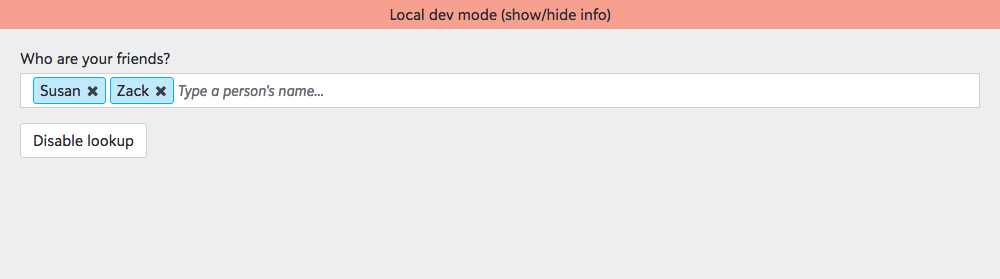 Local dev mode (show/hide info)
Who are your friends?
Susan ✖ Zack ✖ Type a person's name...
Disable lookup